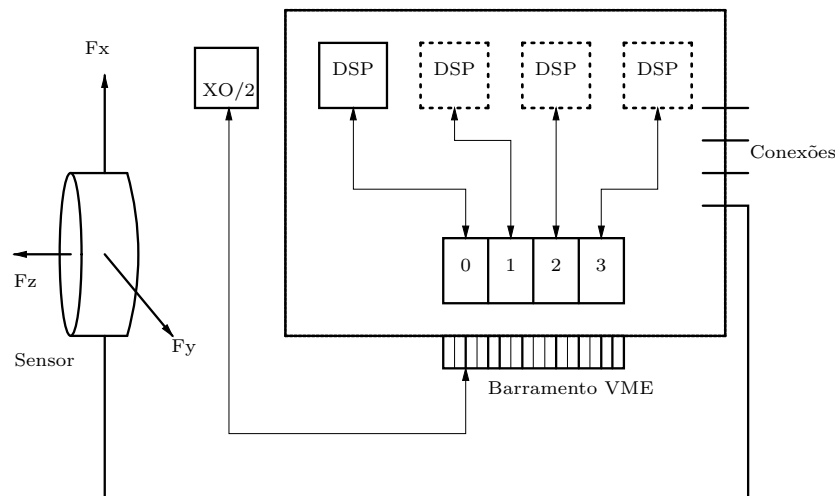 Fx
XO/2
DSP
DSP
DSP
DSP
Conexões
0
1
2
3
Fz
Fy
Sensor
Barramento VME